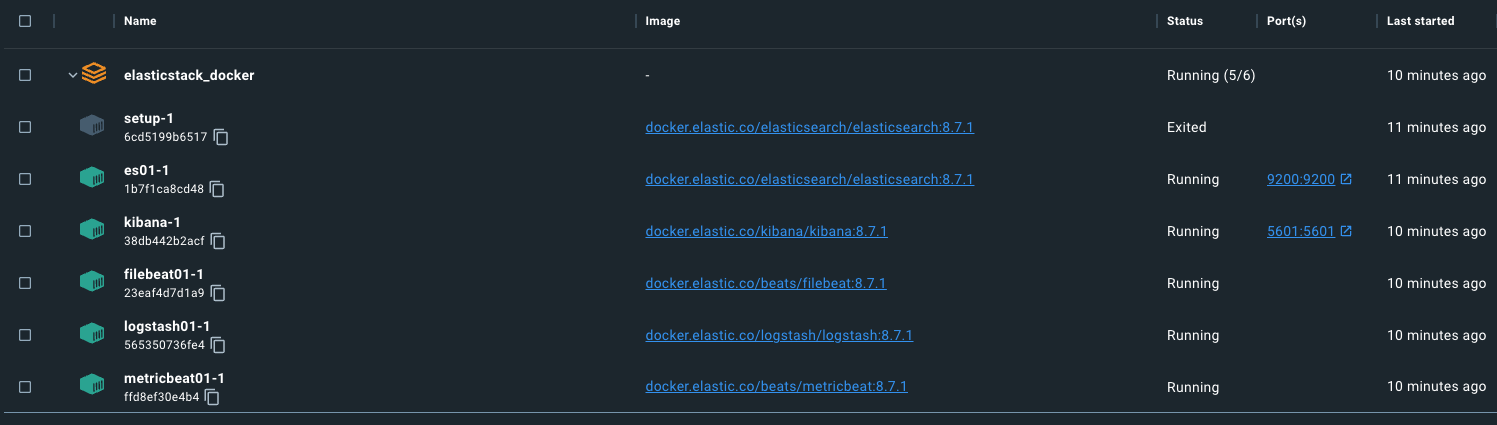 Name Image Status Port(s) Last started
elasticstack_docker - Running (5/6) 10 minutes ago
setup-1
6cd5199b6517 docker.elastic.co/elasticsearch/elasticsearch:8.7.1 Exited 11 minutes ago
es01-1
1b7f1ca8cd48 docker.elastic.co/elasticsearch/elasticsearch:8.7.1 Running 9200:9200 11 minutes ago
kibana-1
38db442b2acf docker.elastic.co/kibana/kibana:8.7.1 Running 5601:5601 10 minutes ago
filebeat01-1
23eaf4d7d1a9 docker.elastic.co/beats/filebeat:8.7.1 Running 10 minutes ago
logstash01-1
565350736fe4 docker.elastic.co/logstash/logstash:8.7.1 Running 10 minutes ago
metricbeat01-1
ffd8ef30e4b4 docker.elastic.co/beats/metricbeat:8.7.1 Running 10 minutes ago